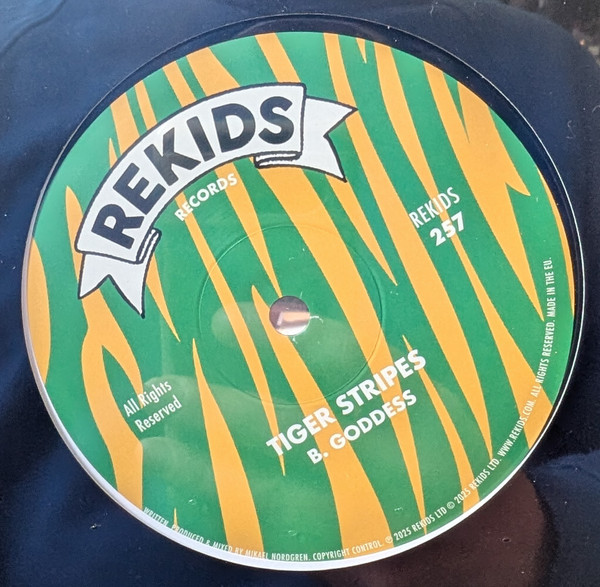 REKIDS
RECORDS
REKIDS
257
All Rights
Reserved
TIGER STRIPES
B. GODDESS
WRITTEN, PRODUCED & MIXED BY MIKAEL NORDGREN. COPYRIGHT CONTROL. ℗ 2025 REKIDS LTD © 2025 REKIDS LTD. WWW.REKIDS.COM. ALL RIGHTS RESERVED. MADE IN THE EU.